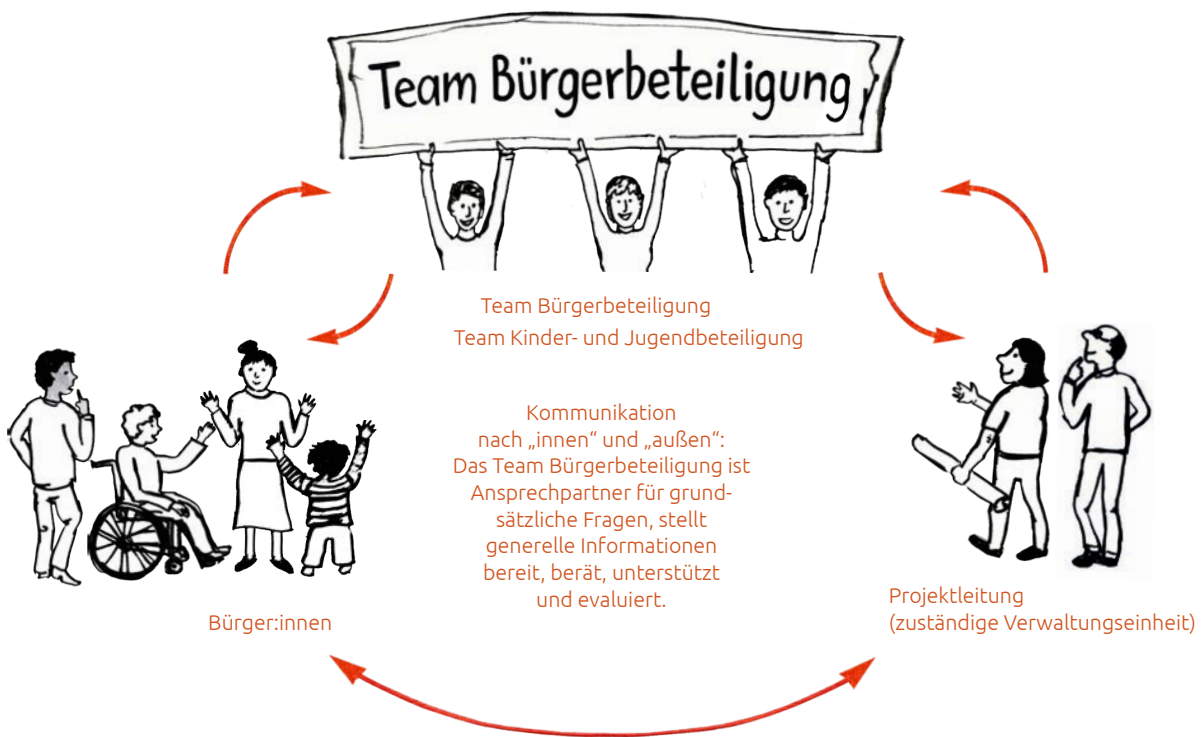 Team Bürgerbeteiligung
Team Bürgerbeteiligung
Team Kinder- und Jugendbeteiligung
Kommunikation
nach „innen“ und „außen“:
Das Team Bürgerbeteiligung ist
Ansprechpartner für grund-
sätzliche Fragen, stellt
generelle Informationen
bereit, berät, unterstützt
und evaluiert.
Bürger:innen
Projektleitung
(zuständige Verwaltungseinheit)